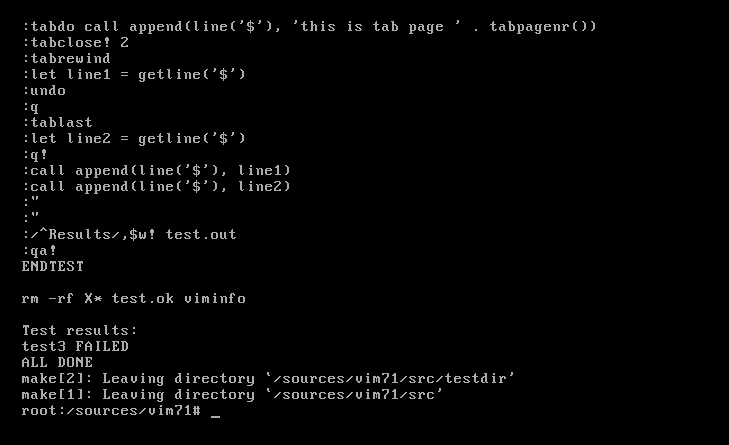 :tabdo call append(line('$'), 'this is tab page ' . tabpagenr())
:tabclose! 2
:tabrewind
:let line1 = getline('$')
:undo
:q
:tablast
:let line2 = getline('$')
:q!
:call append(line('$'), line1)
:call append(line('$'), line2)
:"
:"
:/^Results/,$w! test.out
:qa!
ENDTEST
rm -rf X* test.ok viminfo
Test results:
test3 FAILED
ALL DONE
make[2]: Leaving directory `/sources/vim71/src/testdir'
make[1]: Leaving directory `/sources/vim71/src'
root:/sources/vim71# _